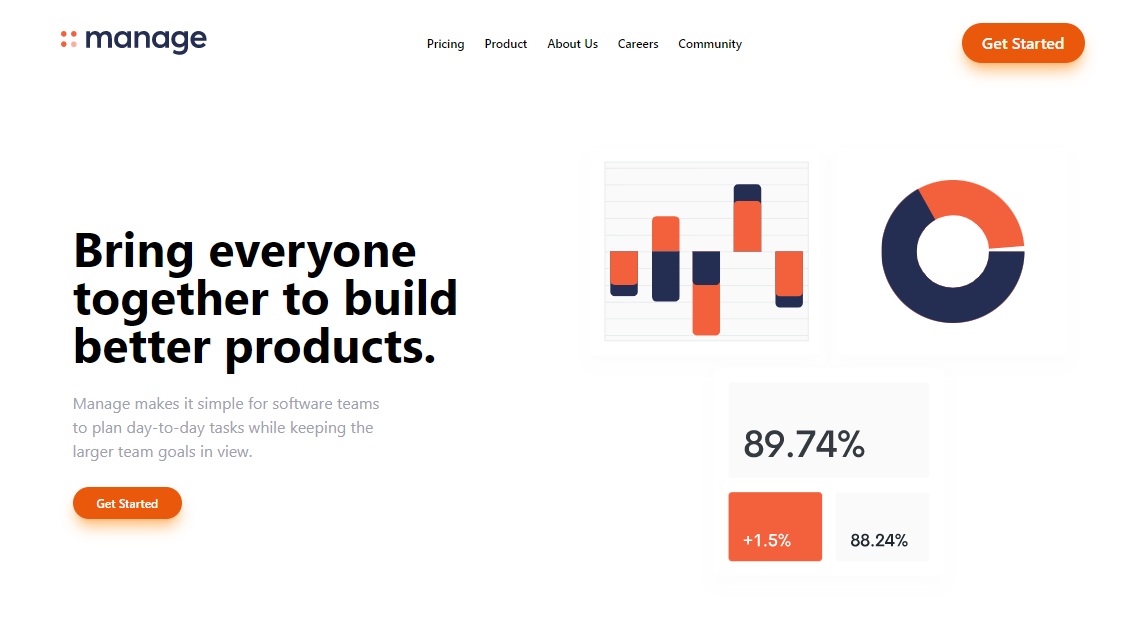 manage
Pricing
Product
About Us
Careers
Community
Get Started
Bring everyone
together to build
better products.
Manage makes it simple for software teams
to plan day-to-day tasks while keeping the
larger team goals in view.
Get Started
89.74%
+1.5%
88.24%